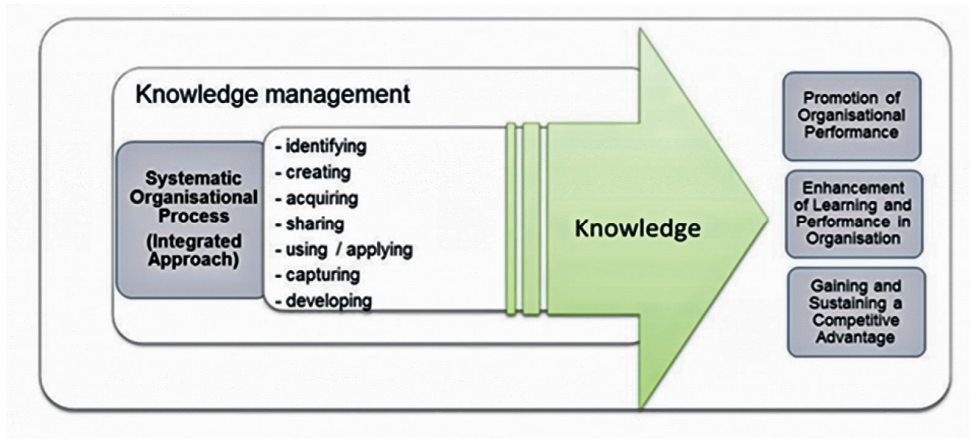 Knowledge management
Systematic
Organisational
Process
(Integrated
Approach)
- identifying
- creating
- acquiring
- sharing
- using / applying
- capturing
- developing
Knowledge
Promotion of
Organisational
Performance
Enhancement
of Learning and
Performance in
Organisation
Gaining and
Sustaining a
Competitive
Advantage